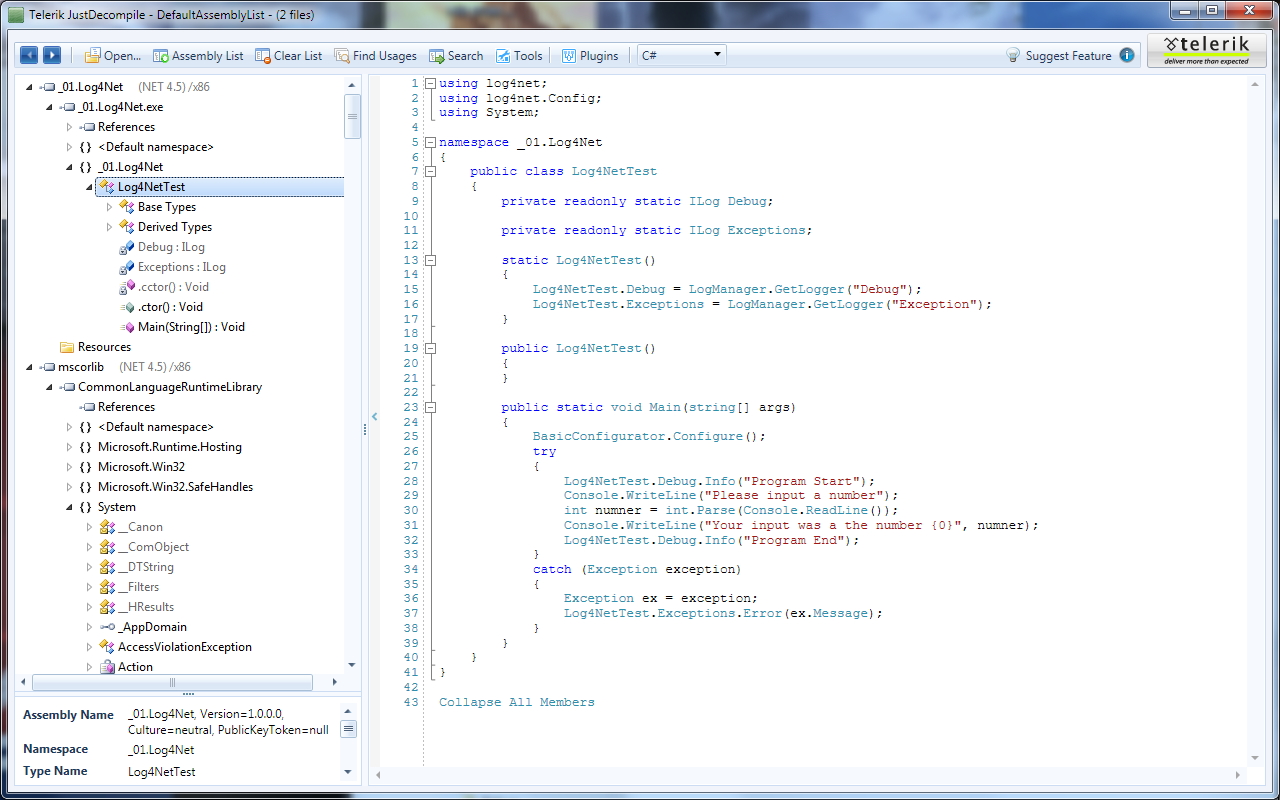 Telerik JustDecompile - DefaultAssemblyList - (2 files)
Open... Assembly List Clear List Find Usages Search Tools Plugins C# Suggest Feature
telerik
deliver more than expected
_01.Log4Net (NET 4.5) /x86
_01.Log4Net.exe
References
{} <Default namespace>
{} _01.Log4Net
Log4NetTest
Base Types
Derived Types
Debug : ILog
Exceptions : ILog
.cctor() : Void
.ctor() : Void
Main(String[]) : Void
Resources
mscorlib (NET 4.5) /x86
CommonLanguageRuntimeLibrary
References
{} <Default namespace>
{} Microsoft.Runtime.Hosting
{} Microsoft.Win32
{} Microsoft.Win32.SafeHandles
{} System
__Canon
__ComObject
__DTString
__Filters
__HResults
_AppDomain
AccessViolationException
Action
Assembly Name _01.Log4Net, Version=1.0.0.0,
Culture=neutral, PublicKeyToken=null
Namespace _01.Log4Net
Type Name Log4NetTest
1 using log4net;
2 using log4net.Config;
3 using System;
4
5 namespace _01.Log4Net
6 {
7 public class Log4NetTest
8 {
9 private readonly static ILog Debug;
10
11 private readonly static ILog Exceptions;
12
13 static Log4NetTest()
14 {
15 Log4NetTest.Debug = LogManager.GetLogger("Debug");
16 Log4NetTest.Exceptions = LogManager.GetLogger("Exception");
17 }
18
19 public Log4NetTest()
20 {
21 }
22
23 public static void Main(string[] args)
24 {
25 BasicConfigurator.Configure();
26 try
27 {
28 Log4NetTest.Debug.Info("Program Start");
29 Console.WriteLine("Please input a number");
30 int numner = int.Parse(Console.ReadLine());
31 Console.WriteLine("Your input was a the number {0}", numner);
32 Log4NetTest.Debug.Info("Program End");
33 }
34 catch (Exception exception)
35 {
36 Exception ex = exception;
37 Log4NetTest.Exceptions.Error(ex.Message);
38 }
39 }
40 }
41 }
42
43 Collapse All Members